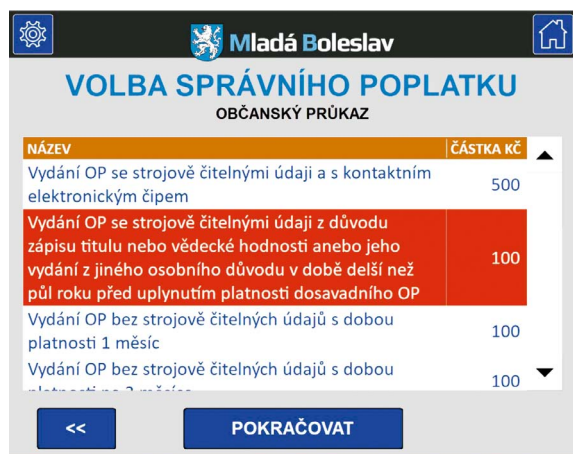 Mladá Boleslav
VOLBA SPRÁVNÍHO POPLATKU
OBČANSKÝ PRŮKAZ
NÁZEV ČÁSTKA KČ
Vydání OP se strojově čitelnými údaji a s kontaktním
elektronickým čipem 500
Vydání OP se strojově čitelnými údaji z důvodu
zápisu titulu nebo vědecké hodnosti anebo jeho
vydání z jiného osobního důvodu v době delší než 100
půl roku před uplynutím platnosti dosavadního OP
Vydání OP bez strojově čitelných údajů s dobou
platnosti 1 měsíc 100
Vydání OP bez strojově čitelných údajů s dobou
100
<< POKRAČOVAT